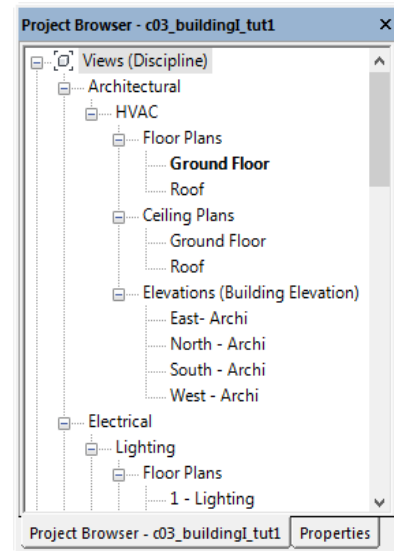 Project Browser - c03_buildingI_tut1
Views (Discipline)
Architectural
HVAC
Floor Plans
Ground Floor
Roof
Ceiling Plans
Ground Floor
Roof
Elevations (Building Elevation)
East- Archi
North - Archi
South - Archi
West - Archi
Electrical
Lighting
Floor Plans
1 - Lighting
Project Browser - c03_buildingI_tut1 Properties